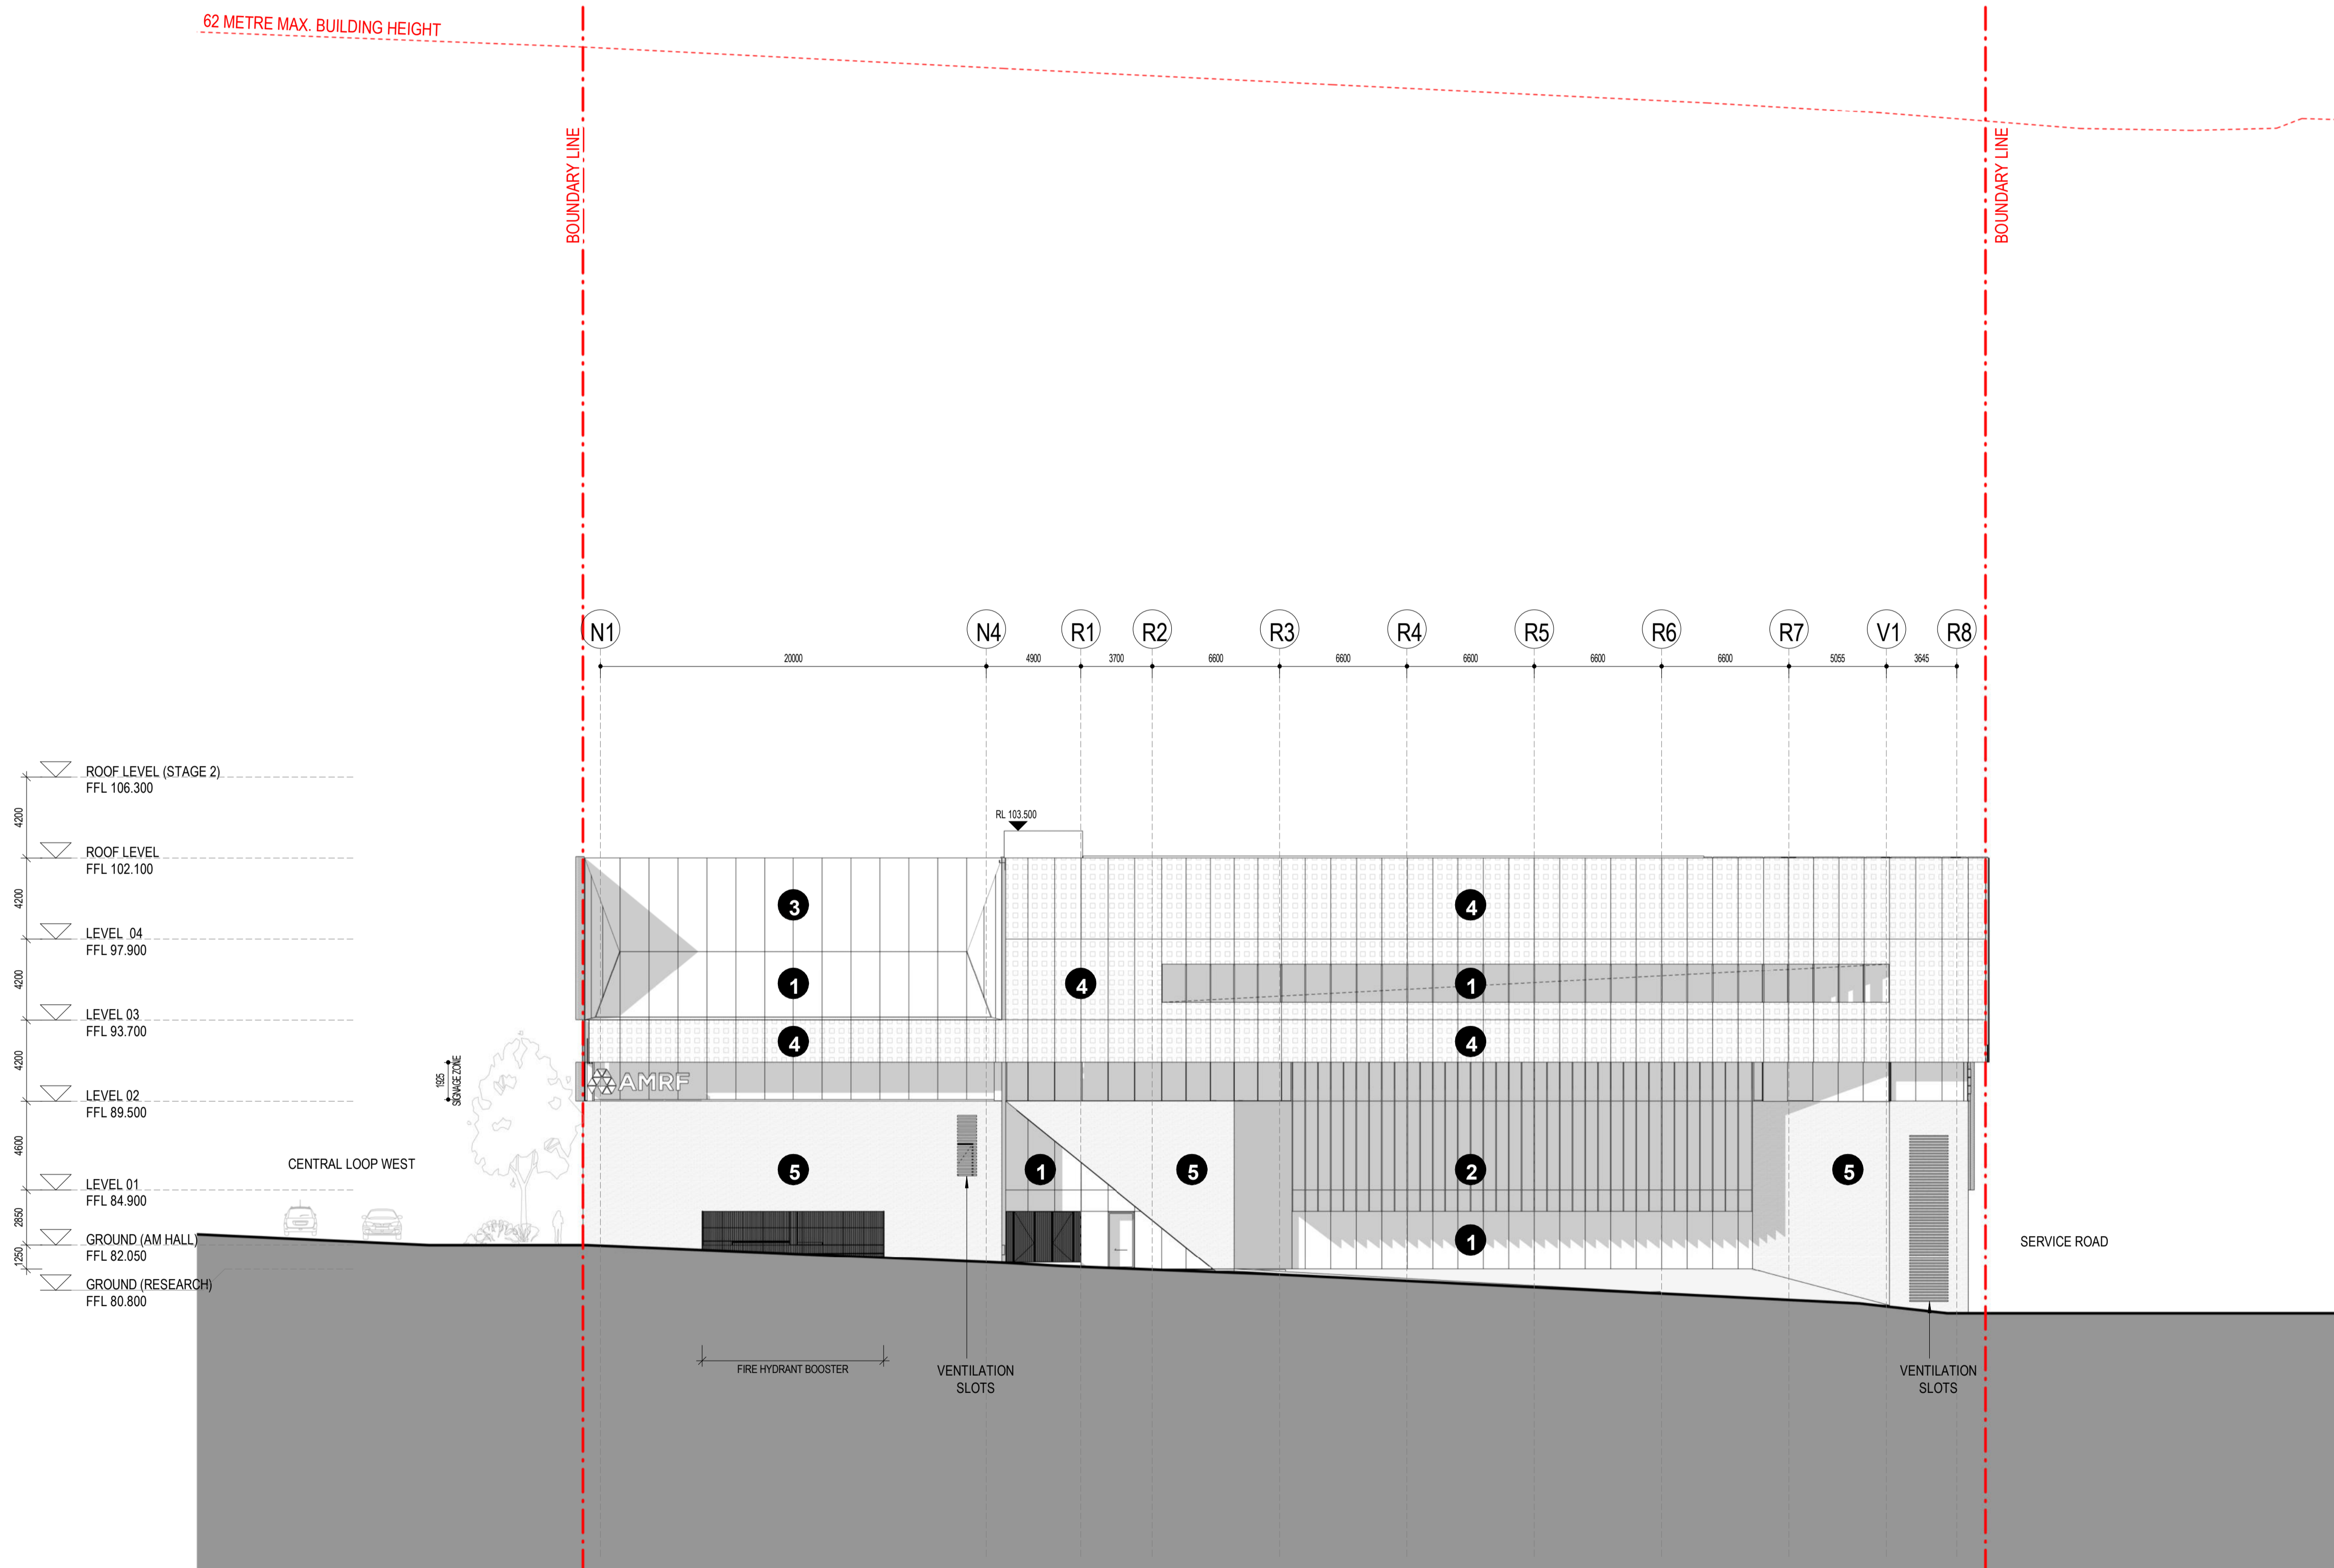 62 METRE MAX. BUILDING HEIGHT
BOUNDARY LINE
BOUNDARY LINE
N1
N4
R1
R2
R3
R4
R5
R6
R7
V1
R8
20000
4900
3700
6600
6600
6600
6600
6600
5055
3645
ROOF LEVEL (STAGE 2)
FFL 106.300
4200
RL 103.500
ROOF LEVEL
FFL 102.100
4200
3
4
LEVEL 04
FFL 97.900
4200
1
4
1
LEVEL 03
FFL 93.700
4200
4
4
1925
SIGNAGE ZONE
AMRF
LEVEL 02
FFL 89.500
4600
CENTRAL LOOP WEST
5
1
5
2
5
LEVEL 01
FFL 84.900
2850
GROUND (AM HALL)
FFL 82.050
1
SERVICE ROAD
1250
GROUND (RESEARCH)
FFL 80.800
FIRE HYDRANT BOOSTER
VENTILATION
SLOTS
VENTILATION
SLOTS